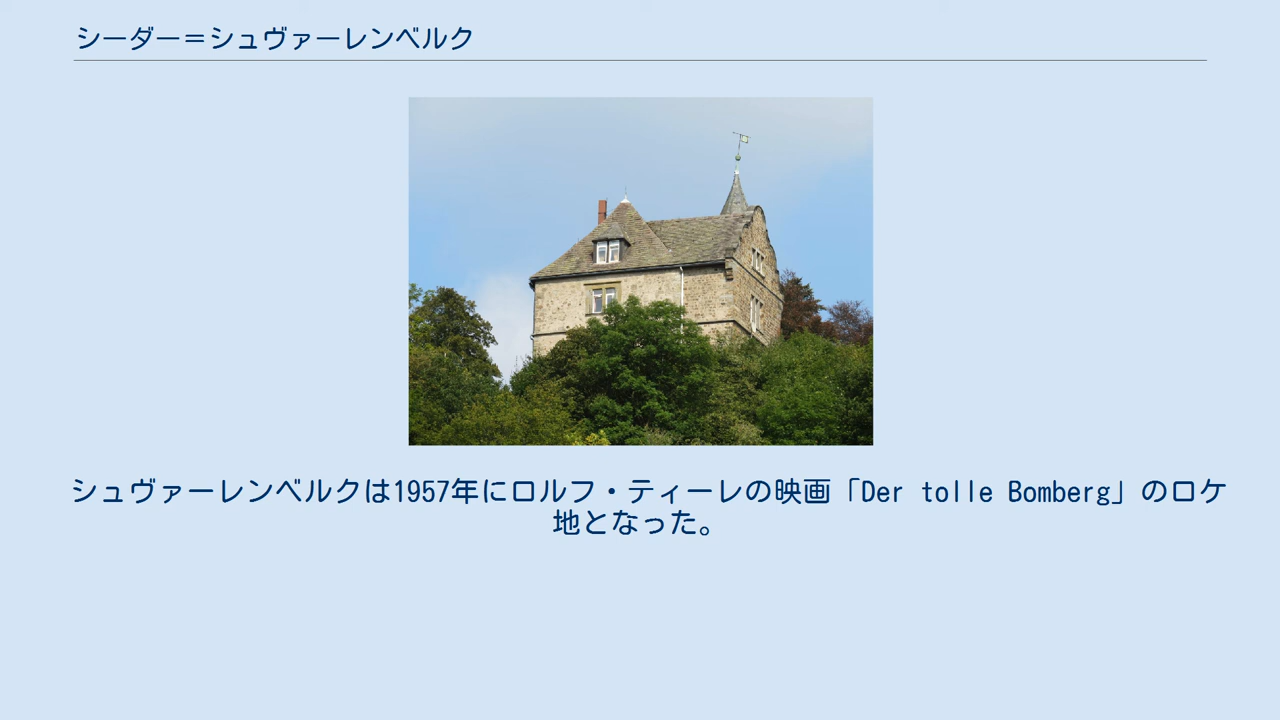 シーダー＝シュヴァーレンベルク
シュヴァーレンベルクは1957年にロルフ・ティーレの映画「Der tolle Bomberg」のロケ
地となった。